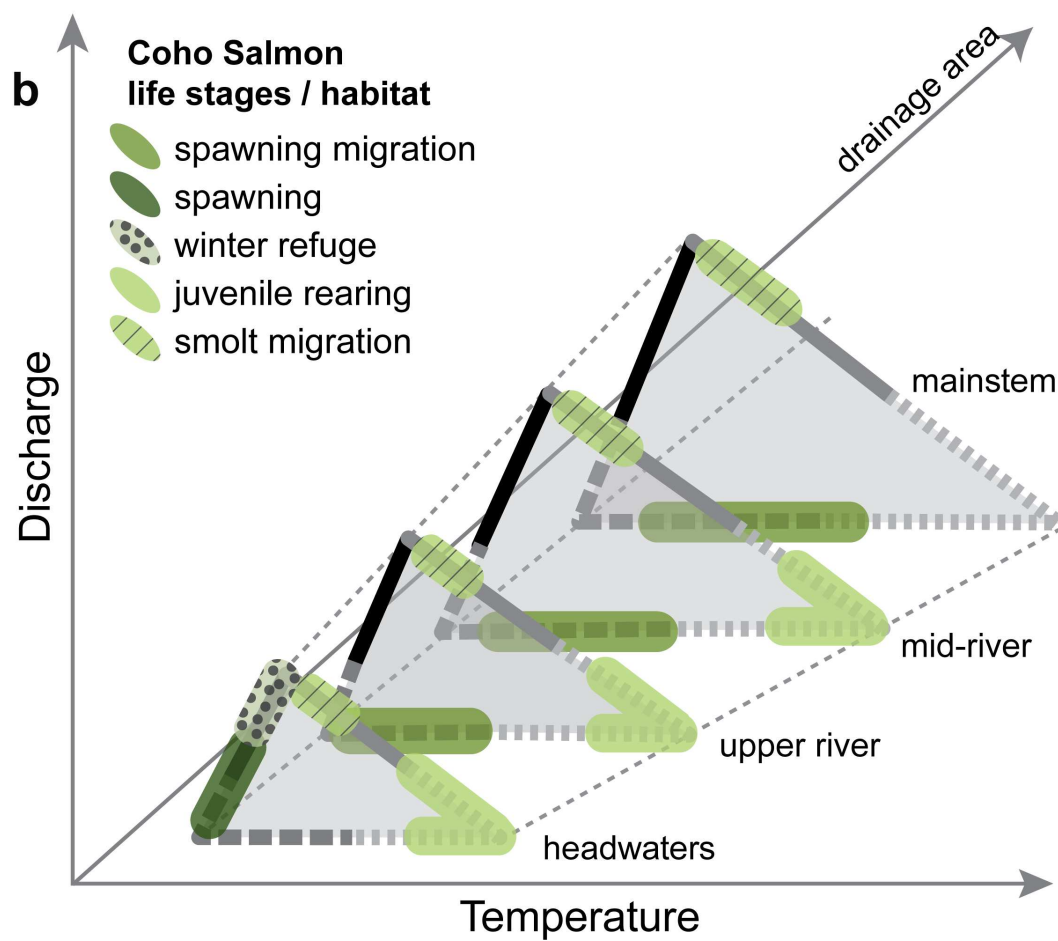 b
Coho Salmon
life stages / habitat
spawning migration
spawning
winter refuge
juvenile rearing
smolt migration
drainage area
Discharge
mainstem
mid-river
upper river
headwaters
Temperature